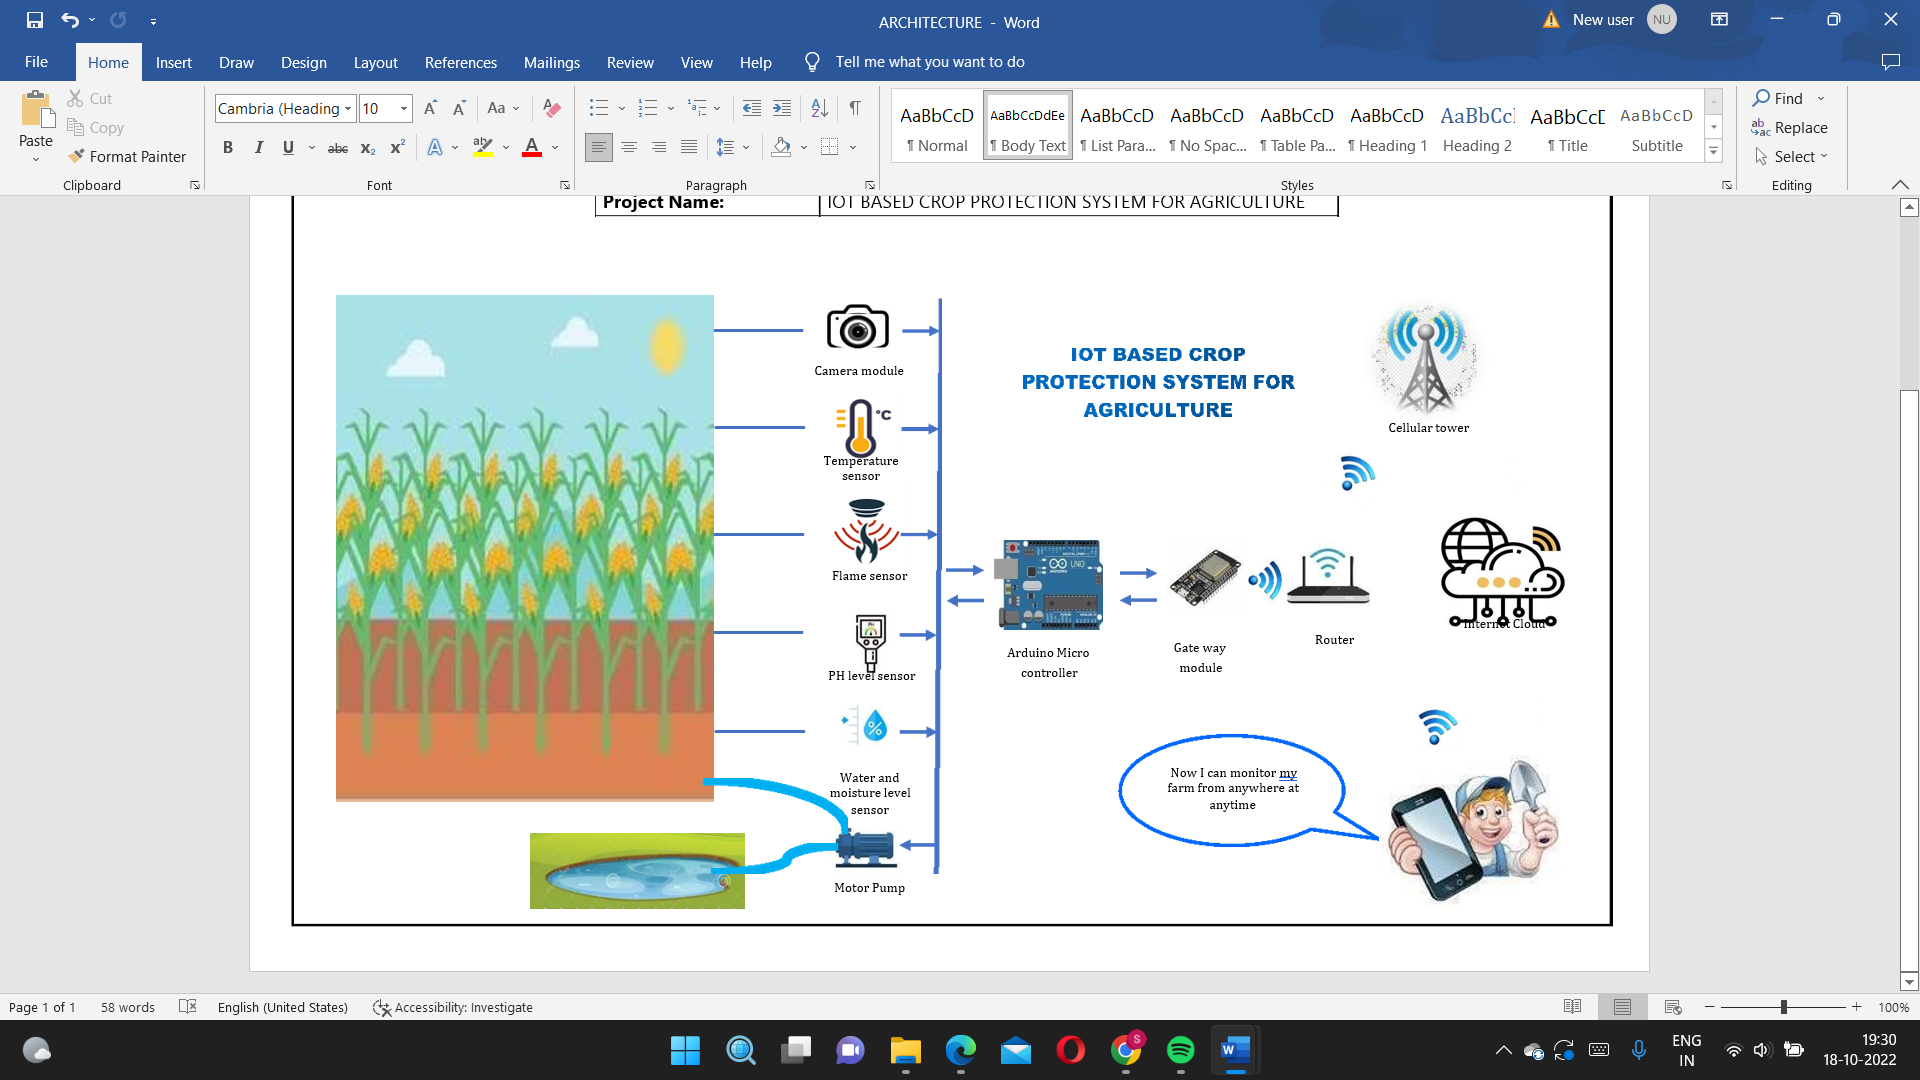 ARCHITECTURE - Word
New user
NU
File
Home
Insert
Draw
Design
Layout
References
Mailings
Review
View
Help
Tell me what you want to do
Paste
Cut
Copy
Format Painter
Clipboard
Cambria (Heading
10
Font
Paragraph
AaBbCcD
¶ Normal
AaBbCcDdEe
¶ Body Text
AaBbCcD
¶ List Para...
AaBbCcD
¶ No Spac...
AaBbCcD
¶ Table Pa...
AaBbCcD
¶ Heading 1
AaBbCc
Heading 2
AaBbCc
¶ Title
AaBbCcD
Subtitle
Styles
Find
Replace
Select
Editing
Project Name:
IOT BASED CROP PROTECTION SYSTEM FOR AGRICULTURE
Camera module
°C
Temperature
sensor
Flame sensor
PH
PH level sensor
%
Water and
moisture level
sensor
Motor Pump
IOT BASED CROP
PROTECTION SYSTEM FOR
AGRICULTURE
Cellular tower
UNO
Arduino Micro
controller
Gate way
module
Router
Internet Cloud
Now I can monitor my
farm from anywhere at
anytime
Page 1 of 1
58 words
English (United States)
Accessibility: Investigate
100%
ENG
IN
19:30
18-10-2022